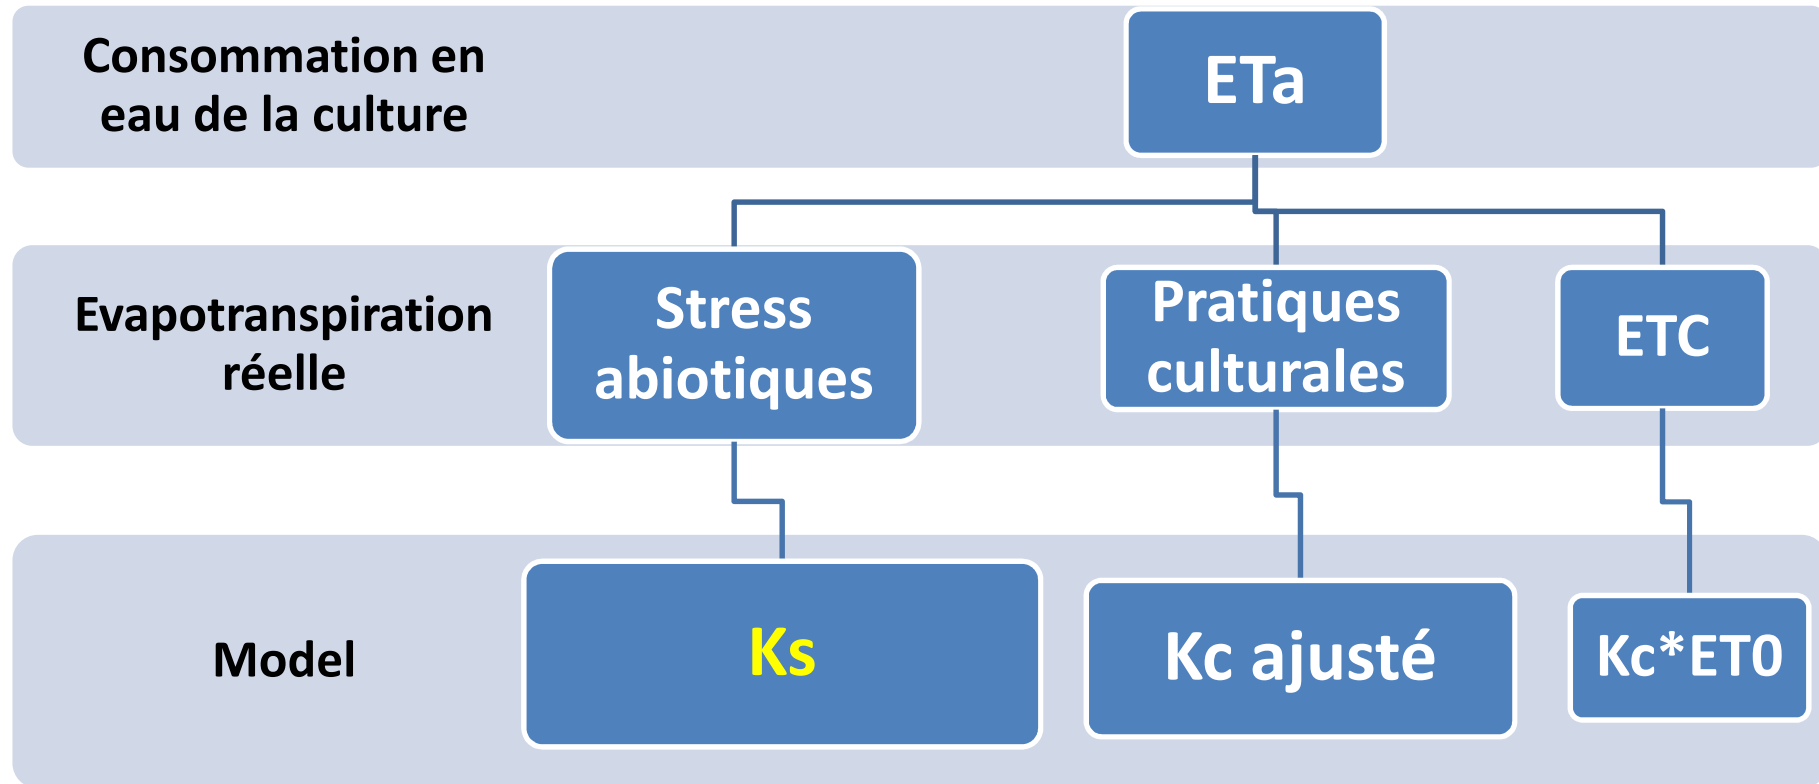 Consommation en
eau de la culture
ETa
Evapotranspiration
réelle
Stress
abiotiques
Pratiques
culturales
ETC
Model
Ks
Kc ajusté
Kc*ET0